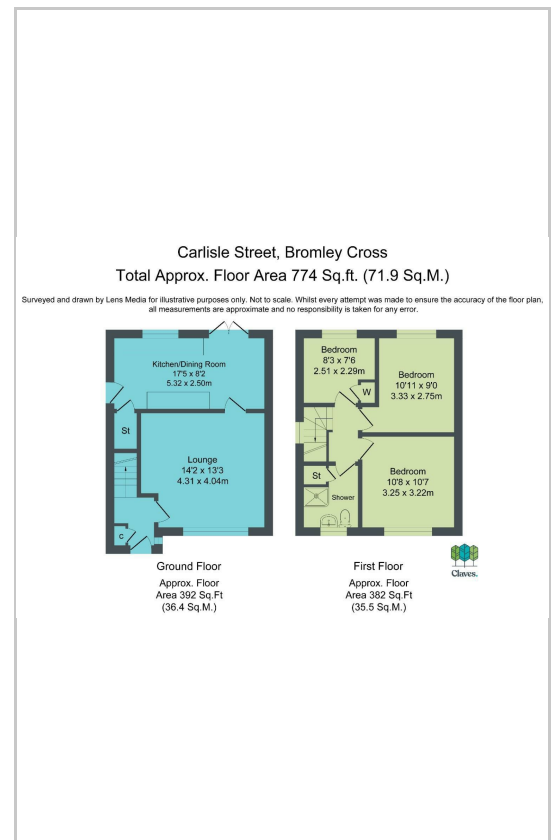 Carlisle Street, Bromley Cross
Total Approx. Floor Area 774 Sq.ft. (71.9 Sq.M.)
Surveyed and drawn by Lens Media for illustrative purposes only. Not to scale. Whilst every attempt was made to ensure the accuracy of the floor plan,
all measurements are approximate and no responsibility is taken for any error.
Kitchen/Dining Room
17'5 x 8'2
5.32 x 2.50m
St
Lounge
14'2 x 13'3
4.31 x 4.04m
C
Ground Floor
Approx. Floor
Area 392 Sq.Ft
(36.4 Sq.M.)
Bedroom
8'3 x 7'6
2.51 x 2.29m
W
Bedroom
10'11 x 9'0
3.33 x 2.75m
St
Shower
Bedroom
10'8 x 10'7
3.25 x 3.22m
First Floor
Approx. Floor
Area 382 Sq.Ft
(35.5 Sq.M.)
Claves.